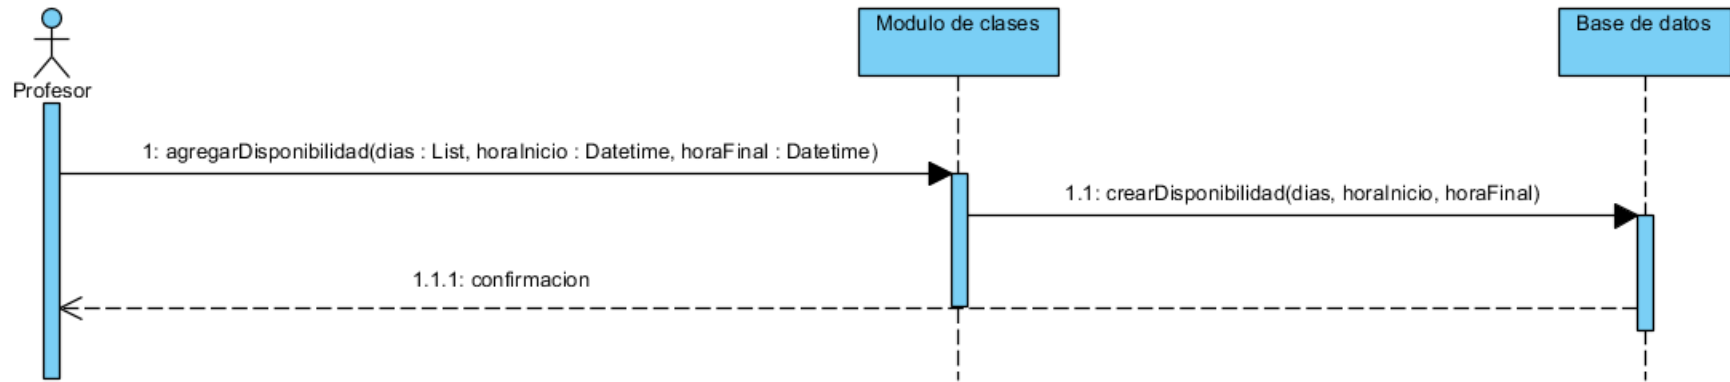 Modulo de clases
Base de datos
Profesor
1: agregarDisponibilidad(dias : List, horaInicio : Datetime, horaFinal : Datetime)
1.1: crearDisponibilidad(dias, horaInicio, horaFinal)
1.1.1: confirmacion